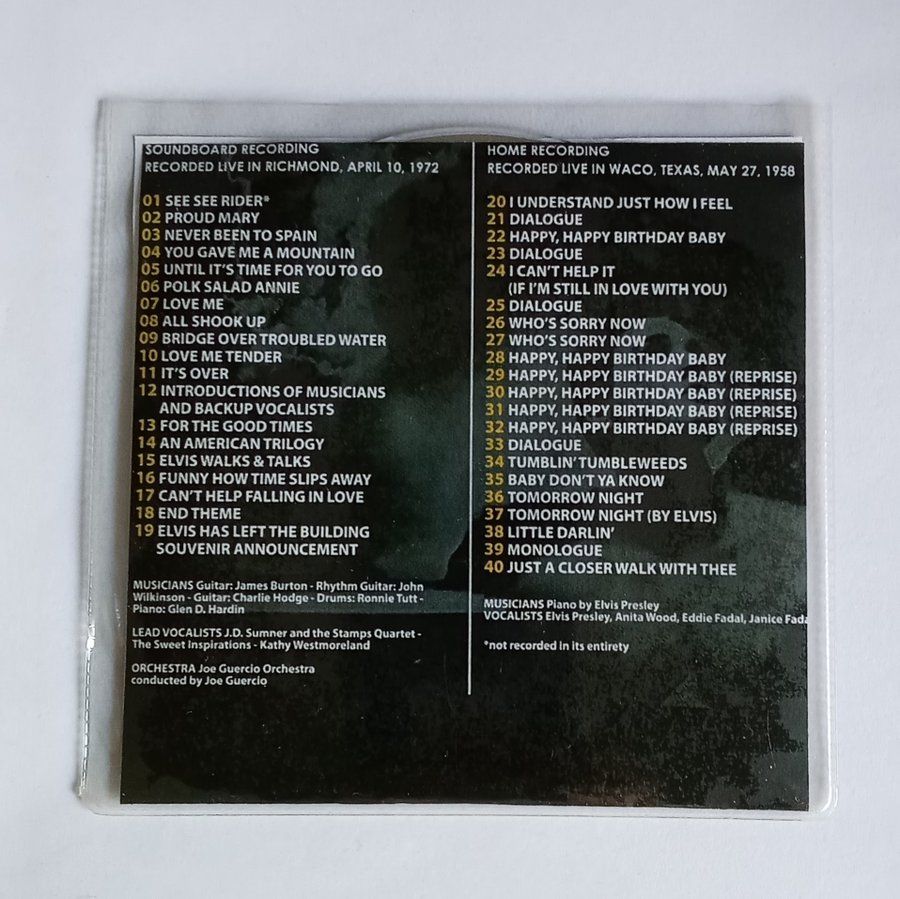 SOUNDBOARD RECORDING
RECORDED LIVE IN RICHMOND, APRIL 10, 1972
01 SEE SEE RIDER*
02 PROUD MARY
03 NEVER BEEN TO SPAIN
04 YOU GAVE ME A MOUNTAIN
05 UNTIL IT'S TIME FOR YOU TO GO
06 POLK SALAD ANNIE
07 LOVE ME
08 ALL SHOOK UP
09 BRIDGE OVER TROUBLED WATER
10 LOVE ME TENDER
11 IT'S OVER
12 INTRODUCTIONS OF MUSICIANS
AND BACKUP VOCALISTS
13 FOR THE GOOD TIMES
14 AN AMERICAN TRILOGY
15 ELVIS WALKS & TALKS
16 FUNNY HOW TIME SLIPS AWAY
17 CAN'T HELP FALLING IN LOVE
18 END THEME
19 ELVIS HAS LEFT THE BUILDING
SOUVENIR ANNOUNCEMENT
MUSICIANS Guitar: James Burton - Rhythm Guitar: John
Wilkinson - Guitar: Charlie Hodge - Drums: Ronnie Tutt -
Piano: Glen D. Hardin
LEAD VOCALISTS J.D. Sumner and the Stamps Quartet -
The Sweet Inspirations - Kathy Westmoreland
ORCHESTRA Joe Guercio Orchestra
conducted by Joe Guercio
HOME RECORDING
RECORDED LIVE IN WACO, TEXAS, MAY 27, 1958
20 I UNDERSTAND JUST HOW I FEEL
21 DIALOGUE
22 HAPPY, HAPPY BIRTHDAY BABY
23 DIALOGUE
24 I CAN'T HELP IT
(IF I'M STILL IN LOVE WITH YOU)
25 DIALOGUE
26 WHO'S SORRY NOW
27 WHO'S SORRY NOW
28 HAPPY, HAPPY BIRTHDAY BABY
29 HAPPY, HAPPY BIRTHDAY BABY (REPRISE)
30 HAPPY, HAPPY BIRTHDAY BABY (REPRISE)
31 HAPPY, HAPPY BIRTHDAY BABY (REPRISE)
32 HAPPY, HAPPY BIRTHDAY BABY (REPRISE)
33 DIALOGUE
34 TUMBLIN' TUMBLEWEEDS
35 BABY DON'T YA KNOW
36 TOMORROW NIGHT
37 TOMORROW NIGHT (BY ELVIS)
38 LITTLE DARLIN'
39 MONOLOGUE
40 JUST A CLOSER WALK WITH THEE
MUSICIANS Piano by Elvis Presley
VOCALISTS Elvis Presley, Anita Wood, Eddie Fadal, Janice
*not recorded in its entirety